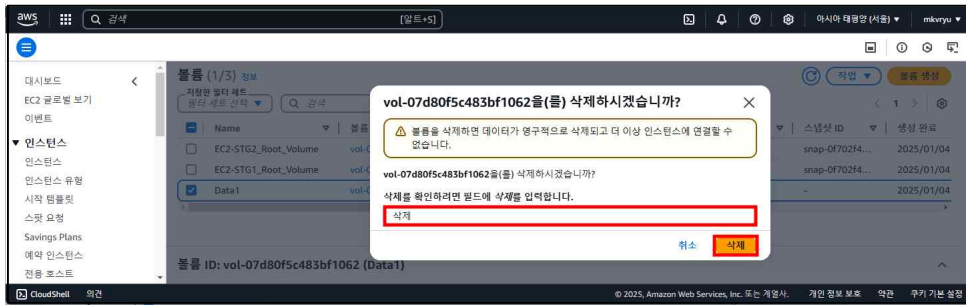 aws
검색
[알트+S]
아시아 태평양 (서울) ▼
mkvryu ▼
대시보드
EC2 글로벌 보기
이벤트
▼ 인스턴스
인스턴스
인스턴스 유형
시작 템플릿
스팟 요청
Savings Plans
예약 인스턴스
전용 호스트
볼륨 (1/3) 정보
작업 ▼
볼륨 생성
저장된 필터 세트
필터 세트 선택 ▼
검색
< 1 >
Name
볼륨
스냅샷 ID
생성 완료
EC2-STG2_Root_Volume
snap-0f702f4...
2025/01/04
EC2-STG1_Root_Volume
snap-0f702f4...
2025/01/04
Data1
-
2025/01/04
vol-07d80f5c483bf1062을(를) 삭제하시겠습니까?
볼륨을 삭제하면 데이터가 영구적으로 삭제되고 더 이상 인스턴스에 연결할 수
없습니다.
vol-07d80f5c483bf1062을(를) 삭제하시겠습니까?
삭제를 확인하려면 필드에 삭제를 입력합니다.
삭제
취소
삭제
볼륨 ID: vol-07d80f5c483bf1062 (Data1)
CloudShell
의견
© 2025, Amazon Web Services, Inc. 또는 계열사.
개인 정보 보호
약관
쿠키 기본 설정